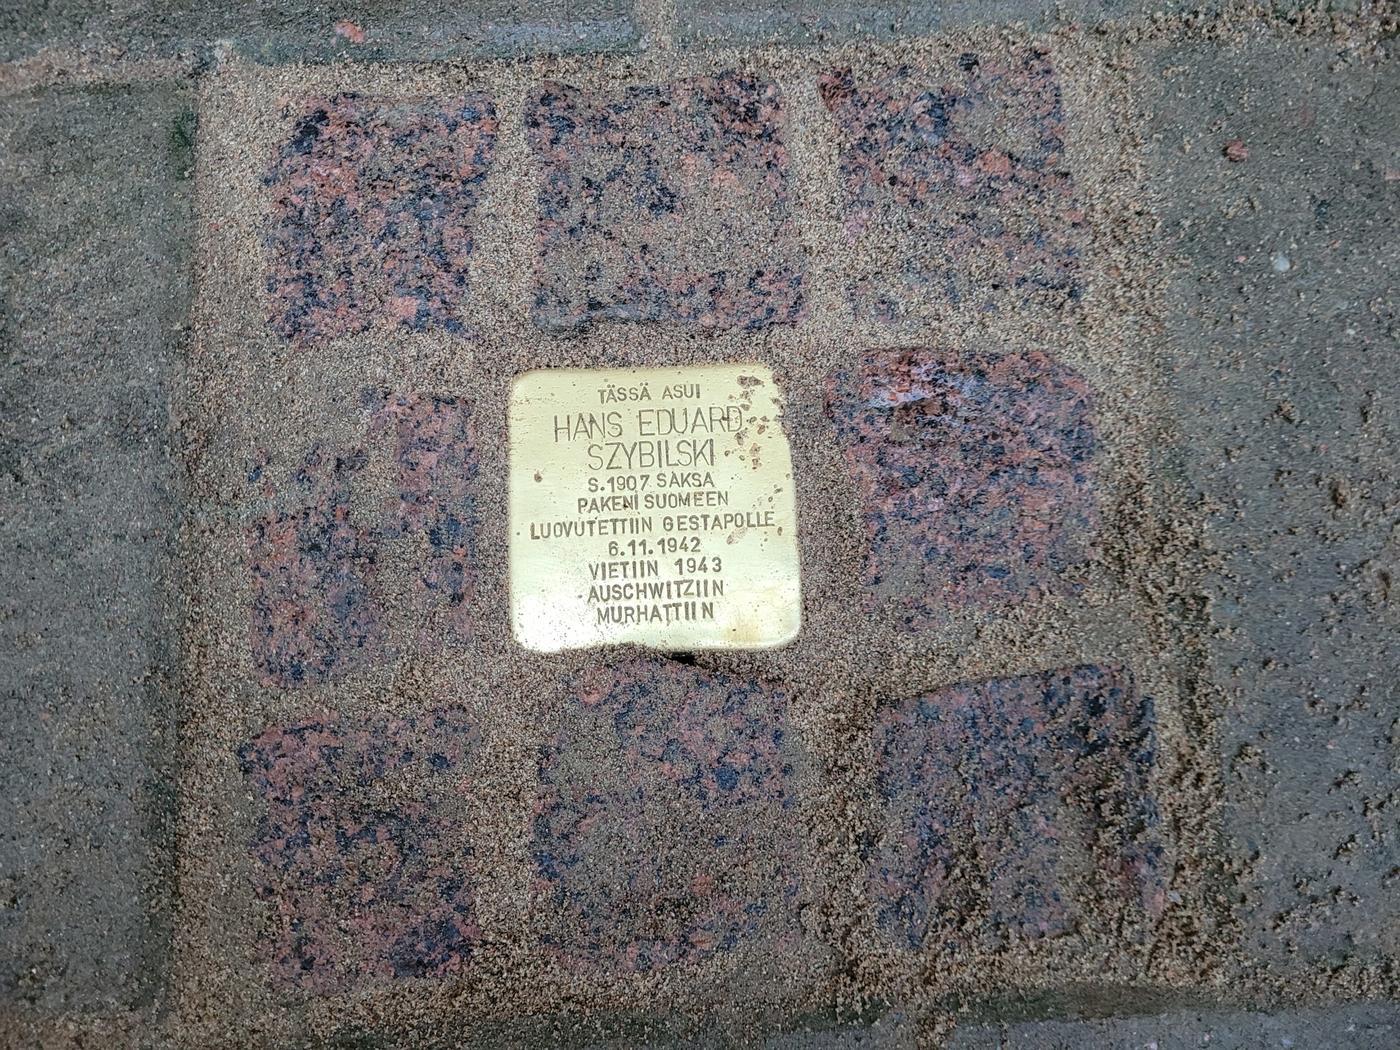 TÄSSÄ ASUI
HANS EDUARD
SZYBILSKI
S.1907 SAKSA
PAKENI SUOMEEN
LUOVUTETTIIN GESTAPOLLE
6.11.1942
VIETIIN 1943
AUSCHWITZIIN
MURHATTIIN